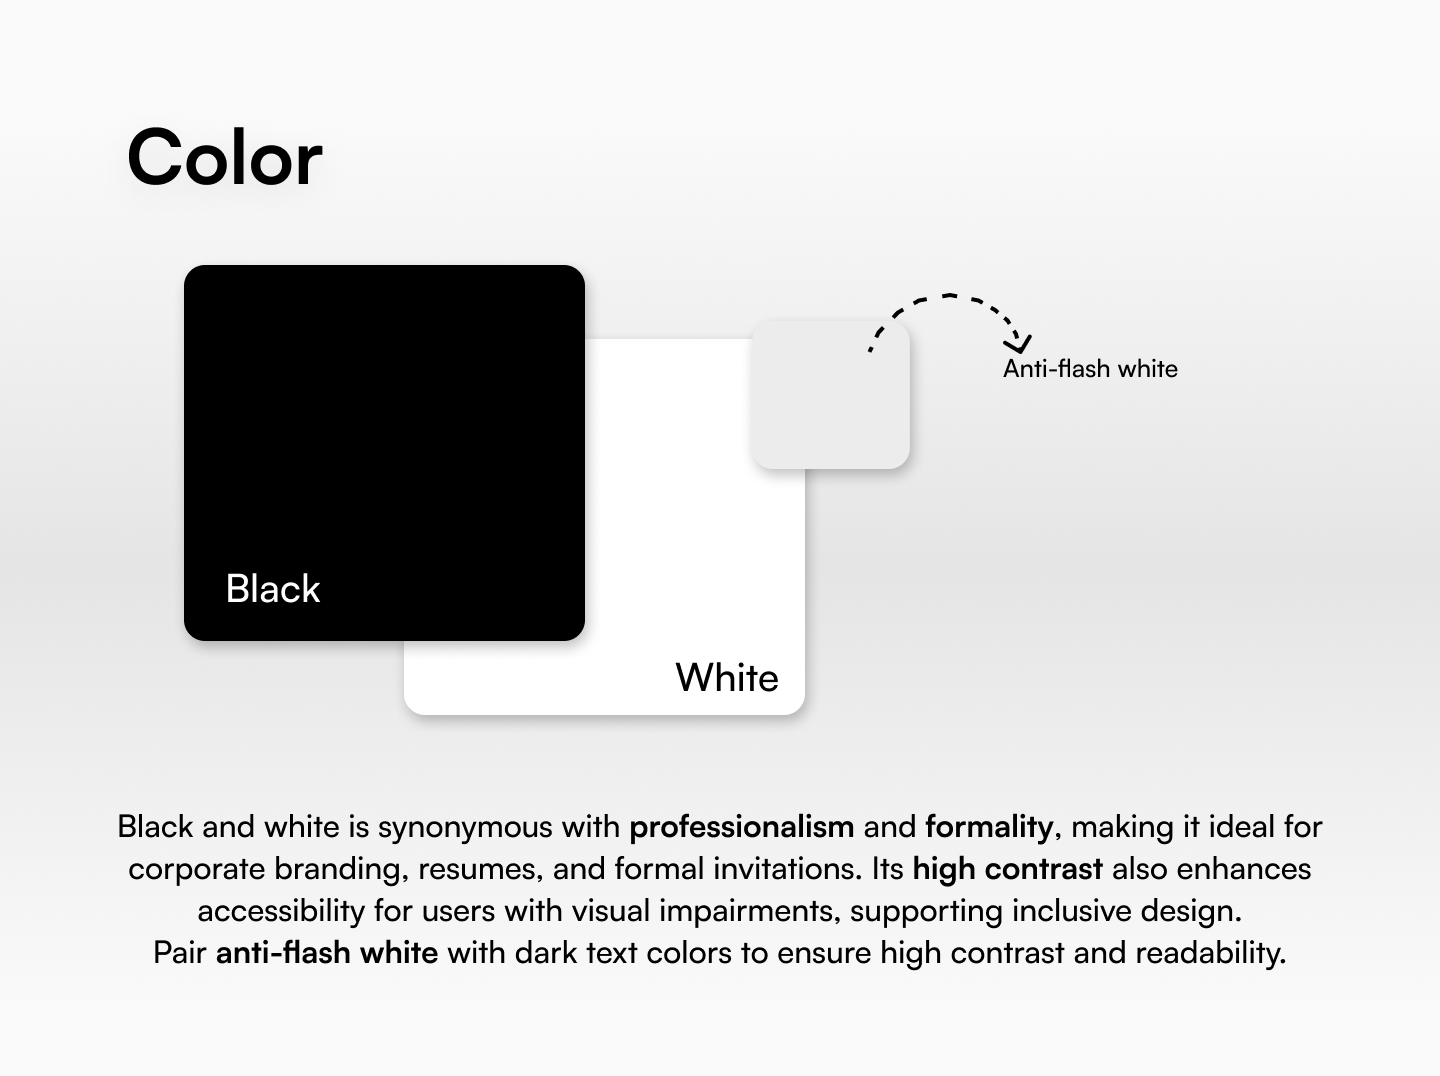 Color
Anti-flash white
Black
White
Black and white is synonymous with professionalism and formality, making it ideal for
corporate branding, resumes, and formal invitations. Its high contrast also enhances
accessibility for users with visual impairments, supporting inclusive design.
Pair anti-flash white with dark text colors to ensure high contrast and readability.